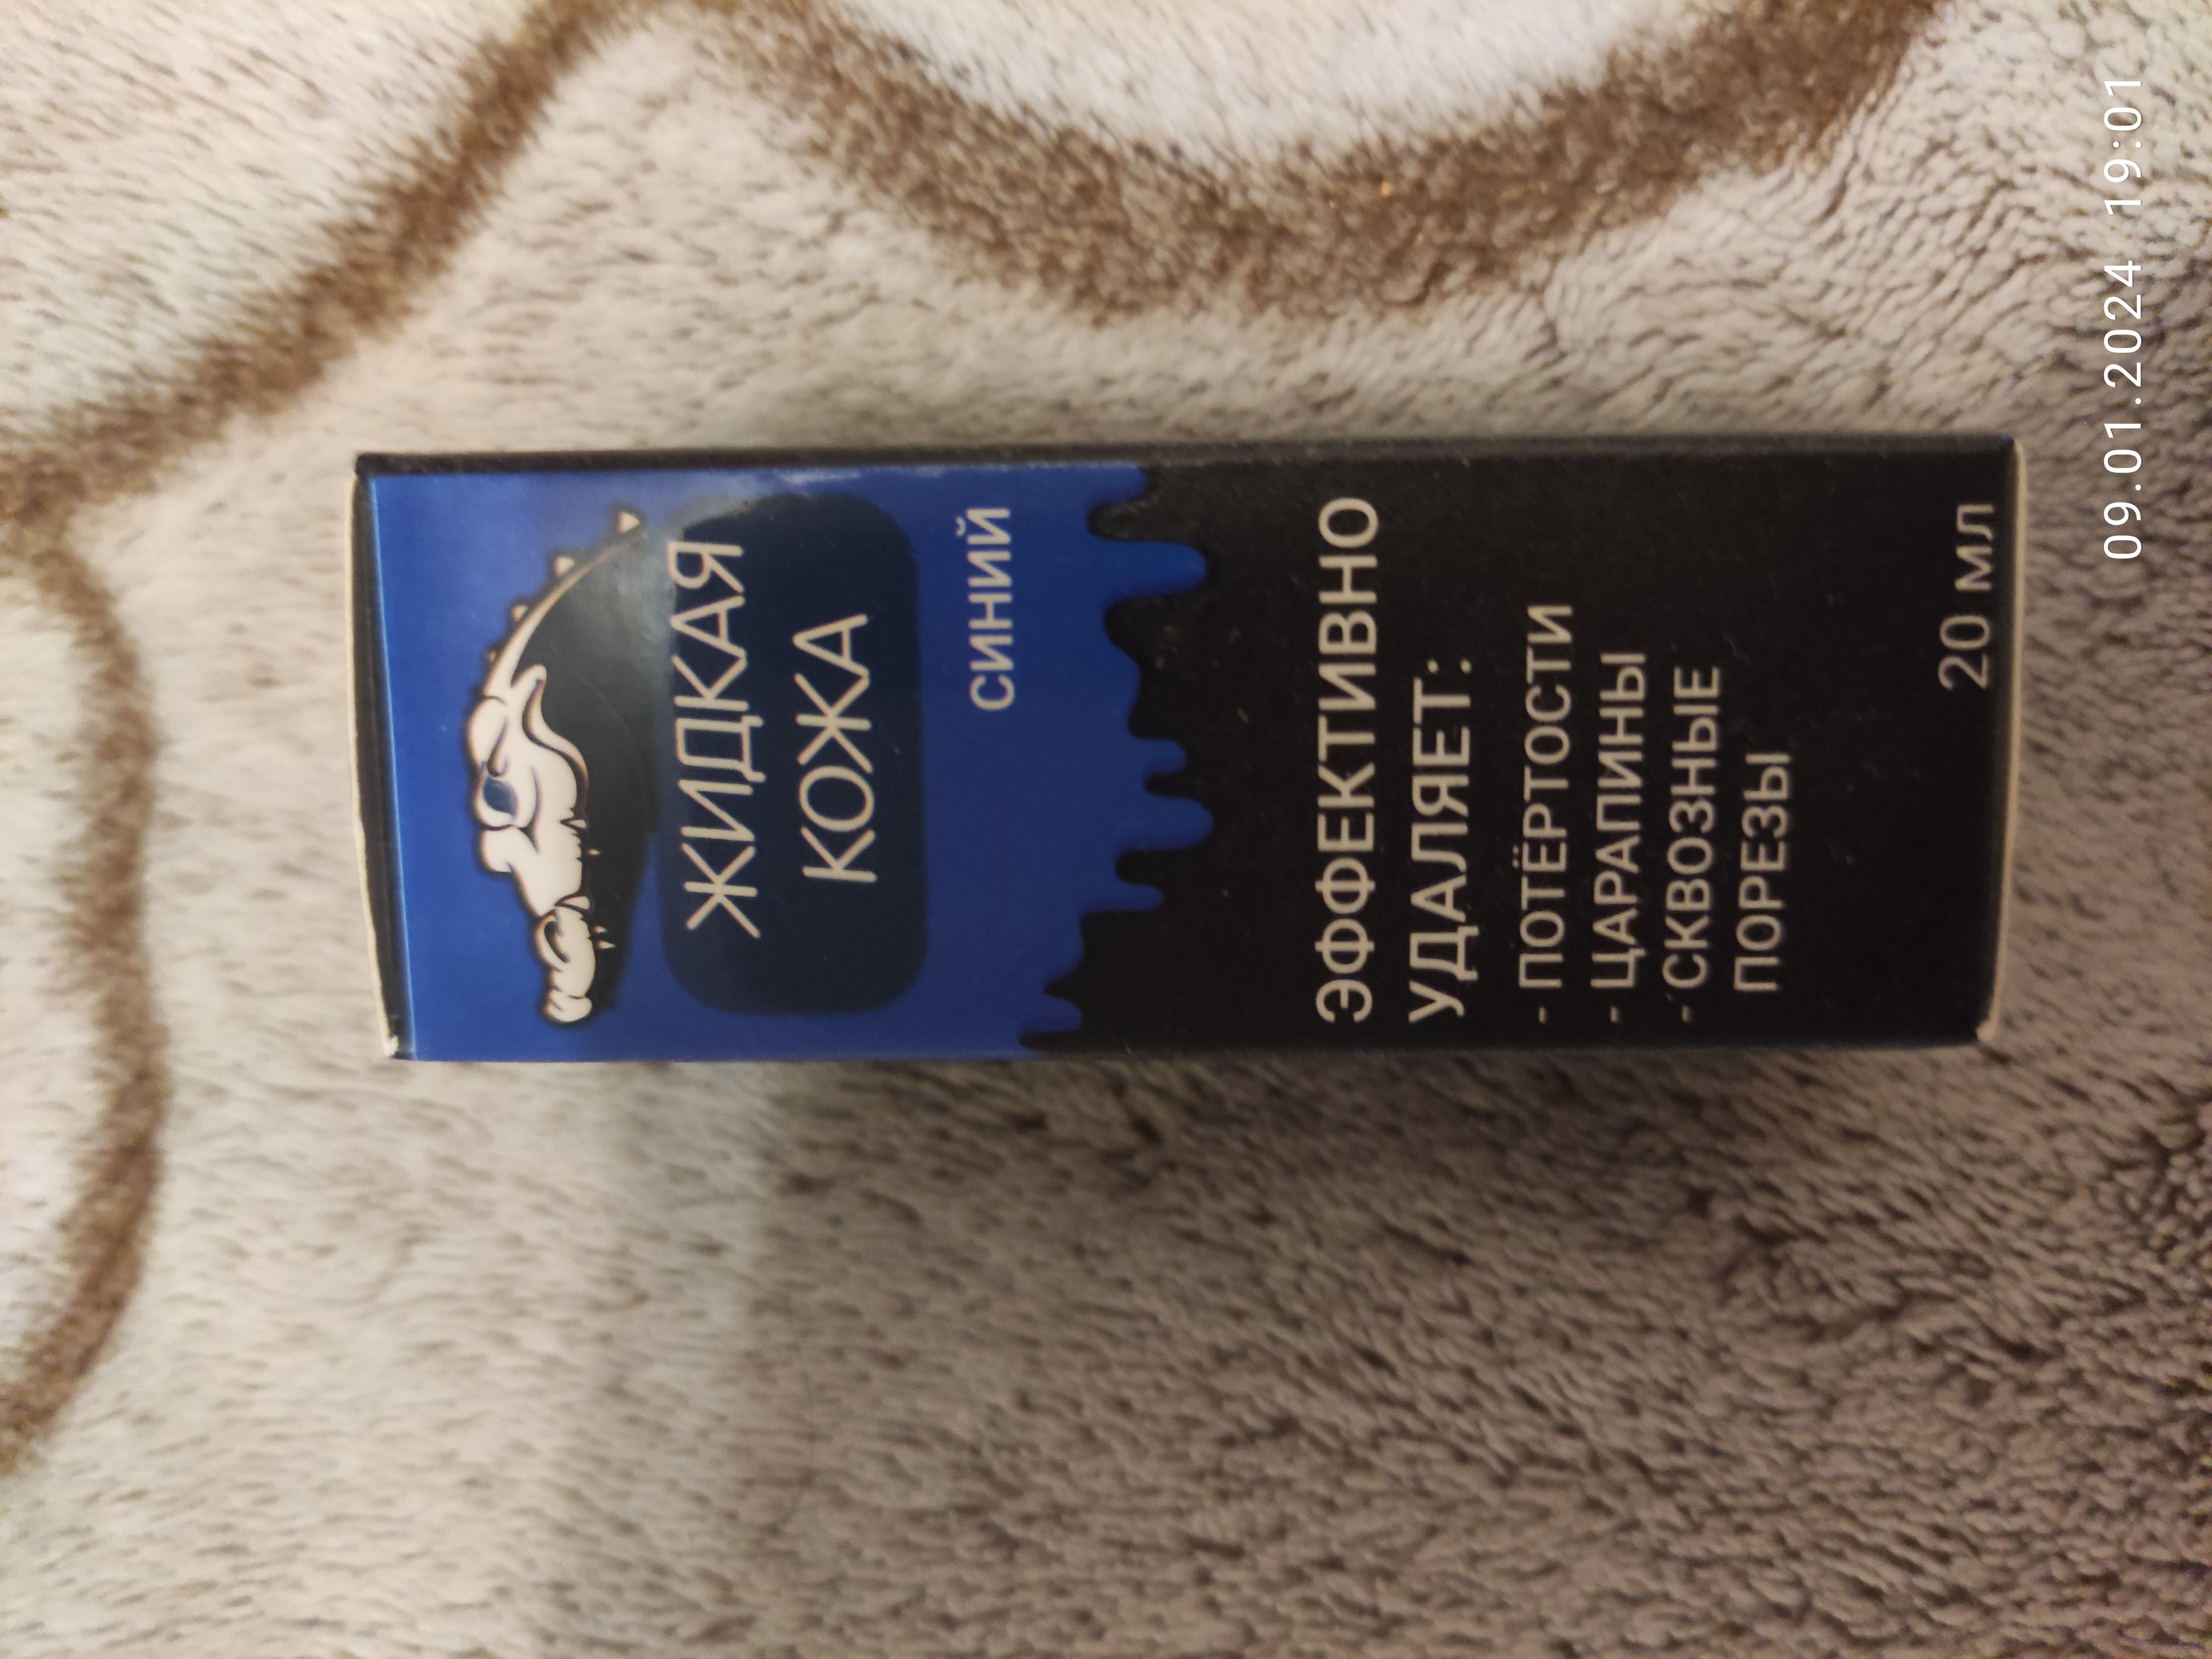 ЖИДКАЯ
КОЖА
СИНИЙ
ЭФФЕКТИВНО
УДАЛЯЕТ:
- ПОТЁРТОСТИ
- ЦАРАПИНЫ
- СКВОЗНЫЕ
ПОРЕЗЫ
20 МЛ
09.01.2024 19:01